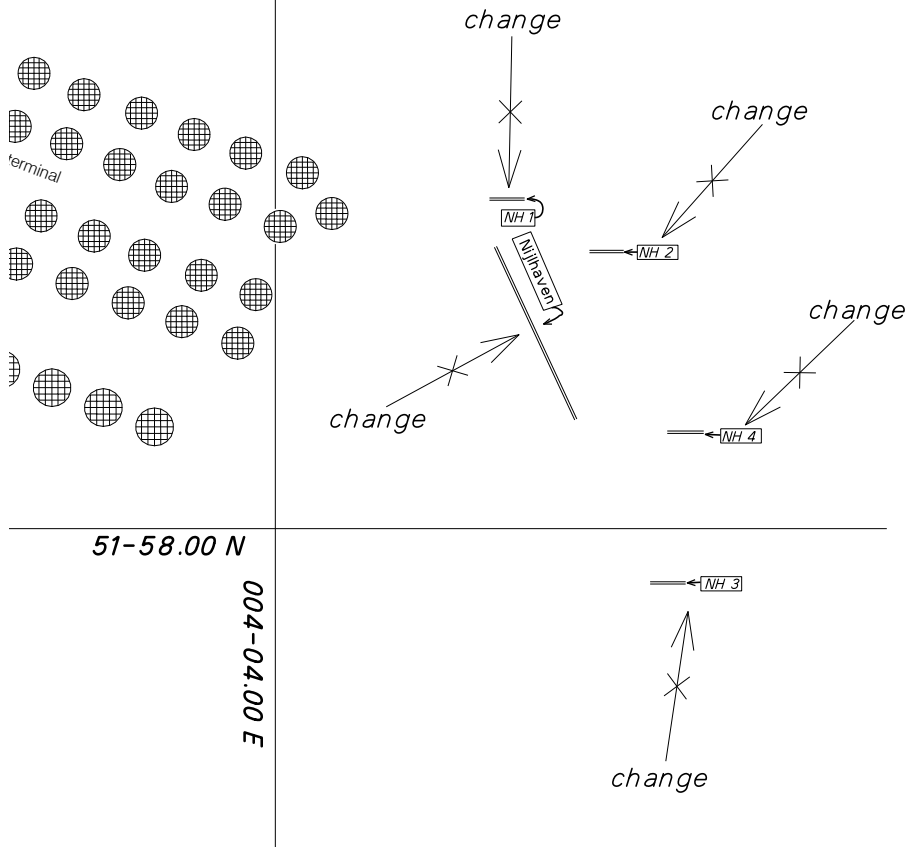 change
change
terminal
NH 1
Nijlhaven
NH 2
change
change
NH 4
51-58.00 N
004-04.00 E
NH 3
change